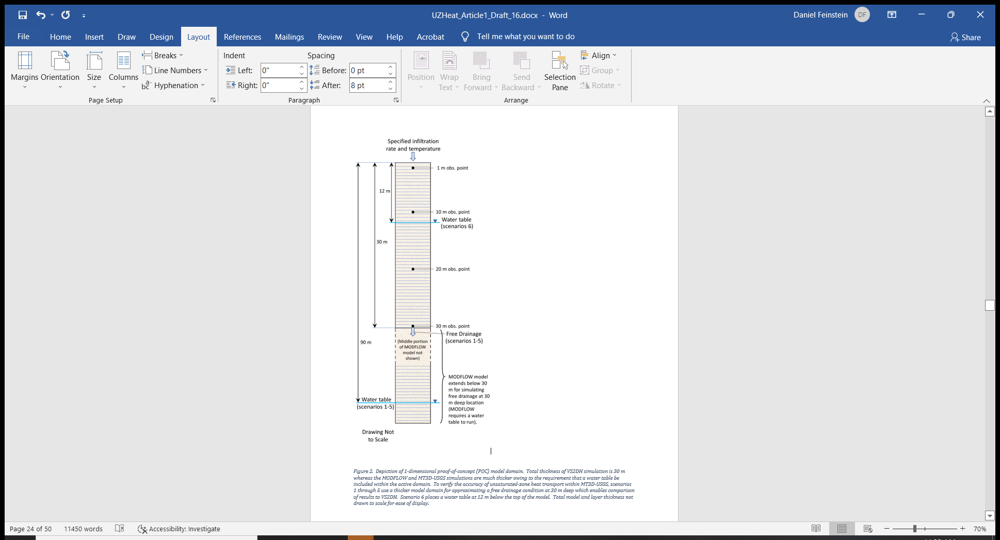 UZHeat_Article1_Draft_16.docx - Word
Daniel Feinstein
DF
File
Home
Insert
Draw
Design
Layout
References
Mailings
Review
View
Help
Acrobat
Tell me what you want to do
Share
Margins
Orientation
Size
Columns
Breaks
Line Numbers
Hyphenation
Page Setup
Indent
Left: 0"
Right: 0"
Spacing
Before: 0 pt
After: 8 pt
Paragraph
Position
Wrap
Text
Bring
Forward
Send
Backward
Selection
Pane
Align
Group
Rotate
Arrange
Specified infiltration
rate and temperature
1 m obs. point
12 m
10 m obs. point
Water table
(scenarios 6)
30 m
20 m obs. point
30 m obs. point
Free Drainage
(scenarios 1-5)
90 m
(Middle portion
of MODFLOW
model not
shown)
MODFLOW model
extends below 30
m for simulating
free drainage at 30
m deep location
(MODFLOW
requires a water
table to run).
Water table
(scenarios 1-5)
Drawing Not
to Scale
Figure 2. Depiction of 1-dimensional proof-of-concept (POC) model domain. Total thickness of VS2DH simulation is 30 m
whereas the MODFLOW and MT3D-USGS simulations are much thicker owing to the requirement that a water table be
included within the active domain. To verify the accuracy of unsaturated-zone heat transport within MT3D-USGS, scenarios
1 through 5 use a thicker model domain for approximating a free drainage condition at 30 m deep which enables comparison
of results to VS2DH. Scenario 6 places a water table at 12 m below the top of the model. Total model and layer thickness not
drawn to scale for ease of display.
Page 24 of 50
11450 words
Accessibility: Investigate
70%